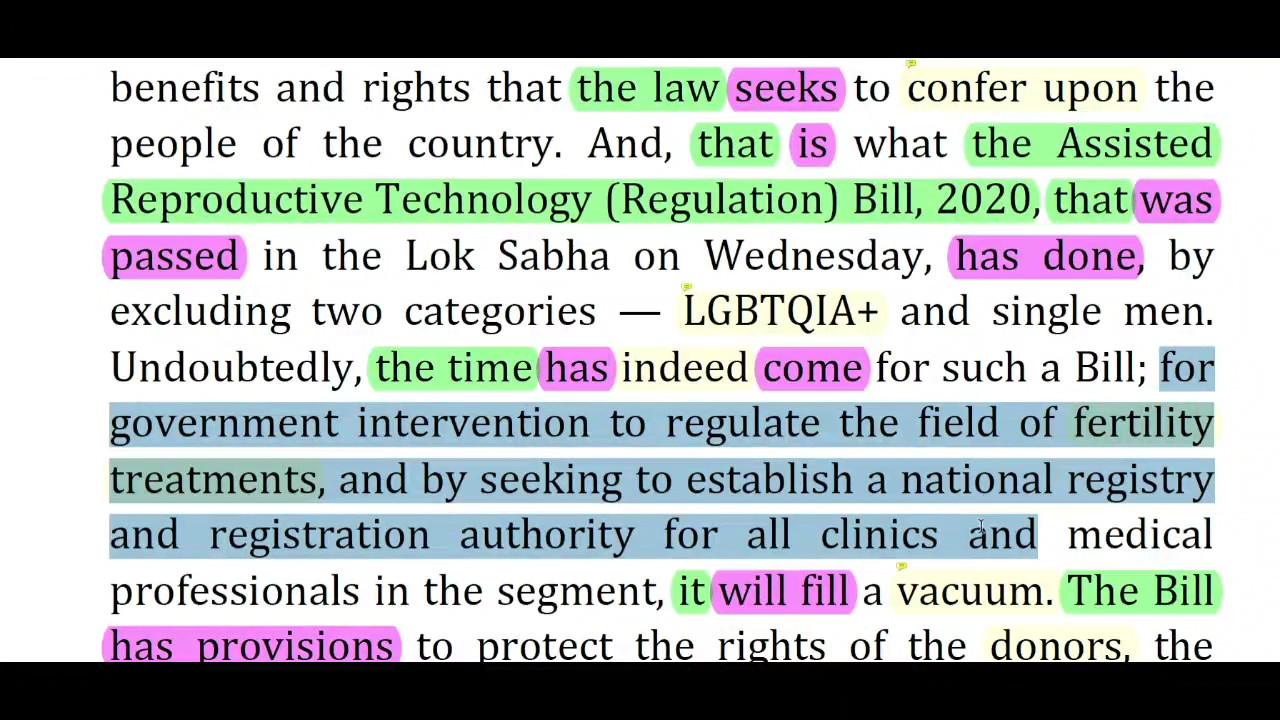 benefits and rights that the law seeks to confer upon the
people of the country. And, that is what the Assisted
Reproductive Technology (Regulation) Bill, 2020, that was
passed in the Lok Sabha on Wednesday, has done, by
excluding two categories — LGBTQIA+ and single men.
Undoubtedly, the time has indeed come for such a Bill; for
government intervention to regulate the field of fertility
treatments, and by seeking to establish a national registry
and registration authority for all clinics and medical
professionals in the segment, it will fill a vacuum. The Bill
has provisions to protect the rights of the donors, the